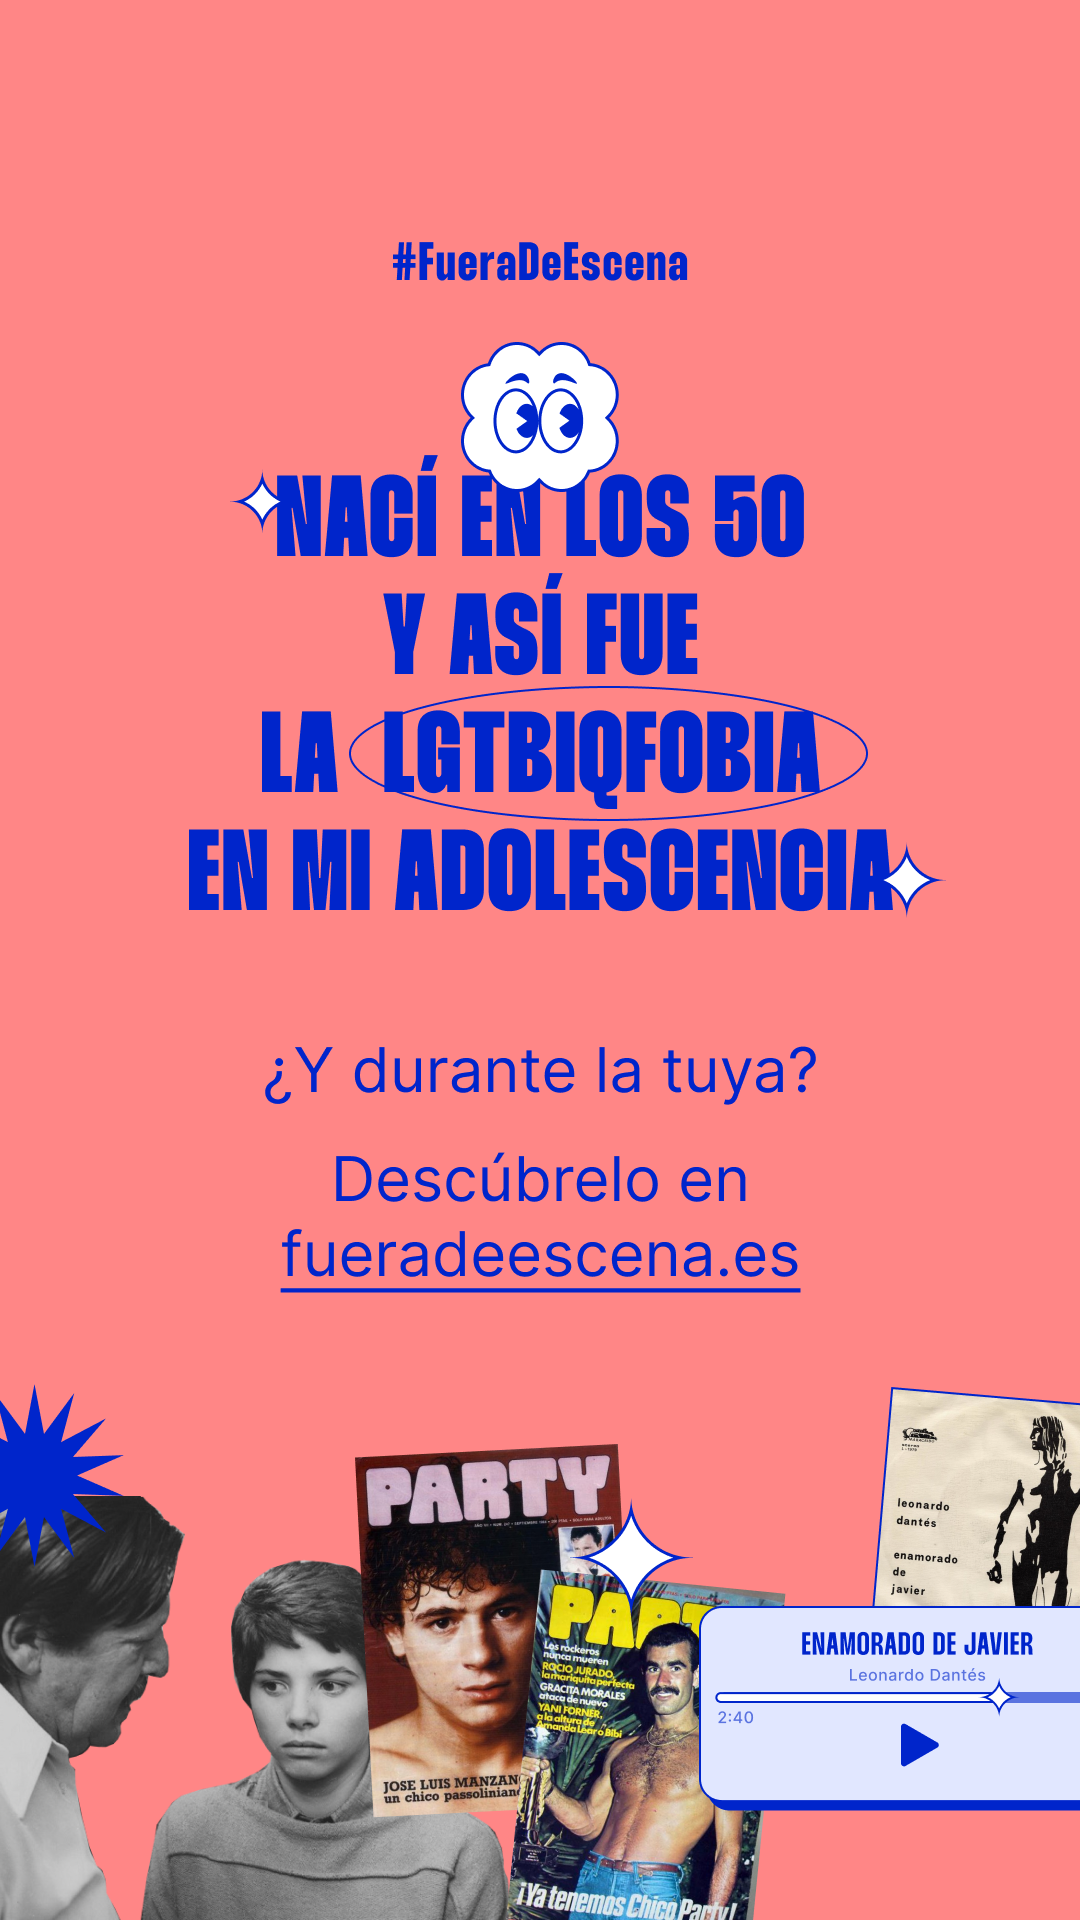 #FueraDeEscena
NACÍ EN LOS 50
Y ASÍ FUE
LA LGTBIQFOBIA
EN MI ADOLESCENCIA
¿Y durante la tuya?
Descúbrelo en
fueradeescena.es
PARTY
JOSE LUIS MANZAN
un chico passolinian
PART
Los rockeros
nunca mueren
ROCIO JURADO,
la mariquita perfecta
GRACITA MORALES
ataca de nuevo
YANI FORNER,
a la altura de
Amanda Lear o Bibi
¡Ya tenemos Chico Party!
leonardo
dantés
enamorado
de
javier
ENAMORADO DE JAVIER
Leonardo Dantés
2:40